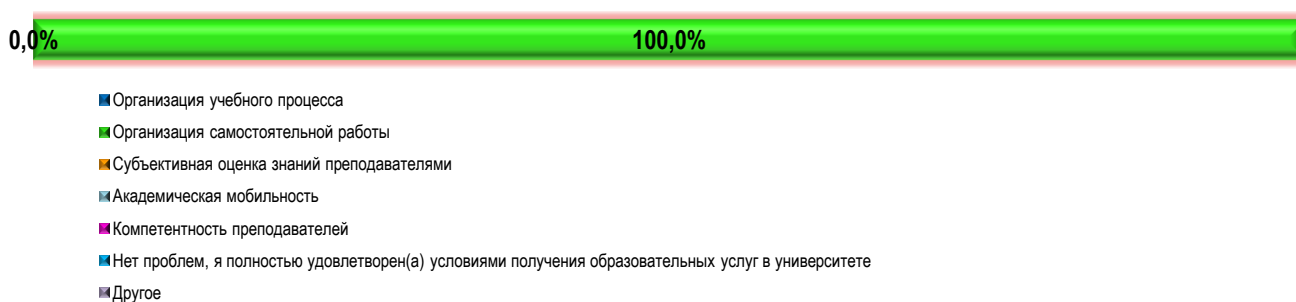 0,0% 100,0%
Организация учебного процесса
Организация самостоятельной работы
Субъективная оценка знаний преподавателями
Академическая мобильность
Компетентность преподавателей
Нет проблем, я полностью удовлетворен(а) условиями получения образовательных услуг в университете
Другое